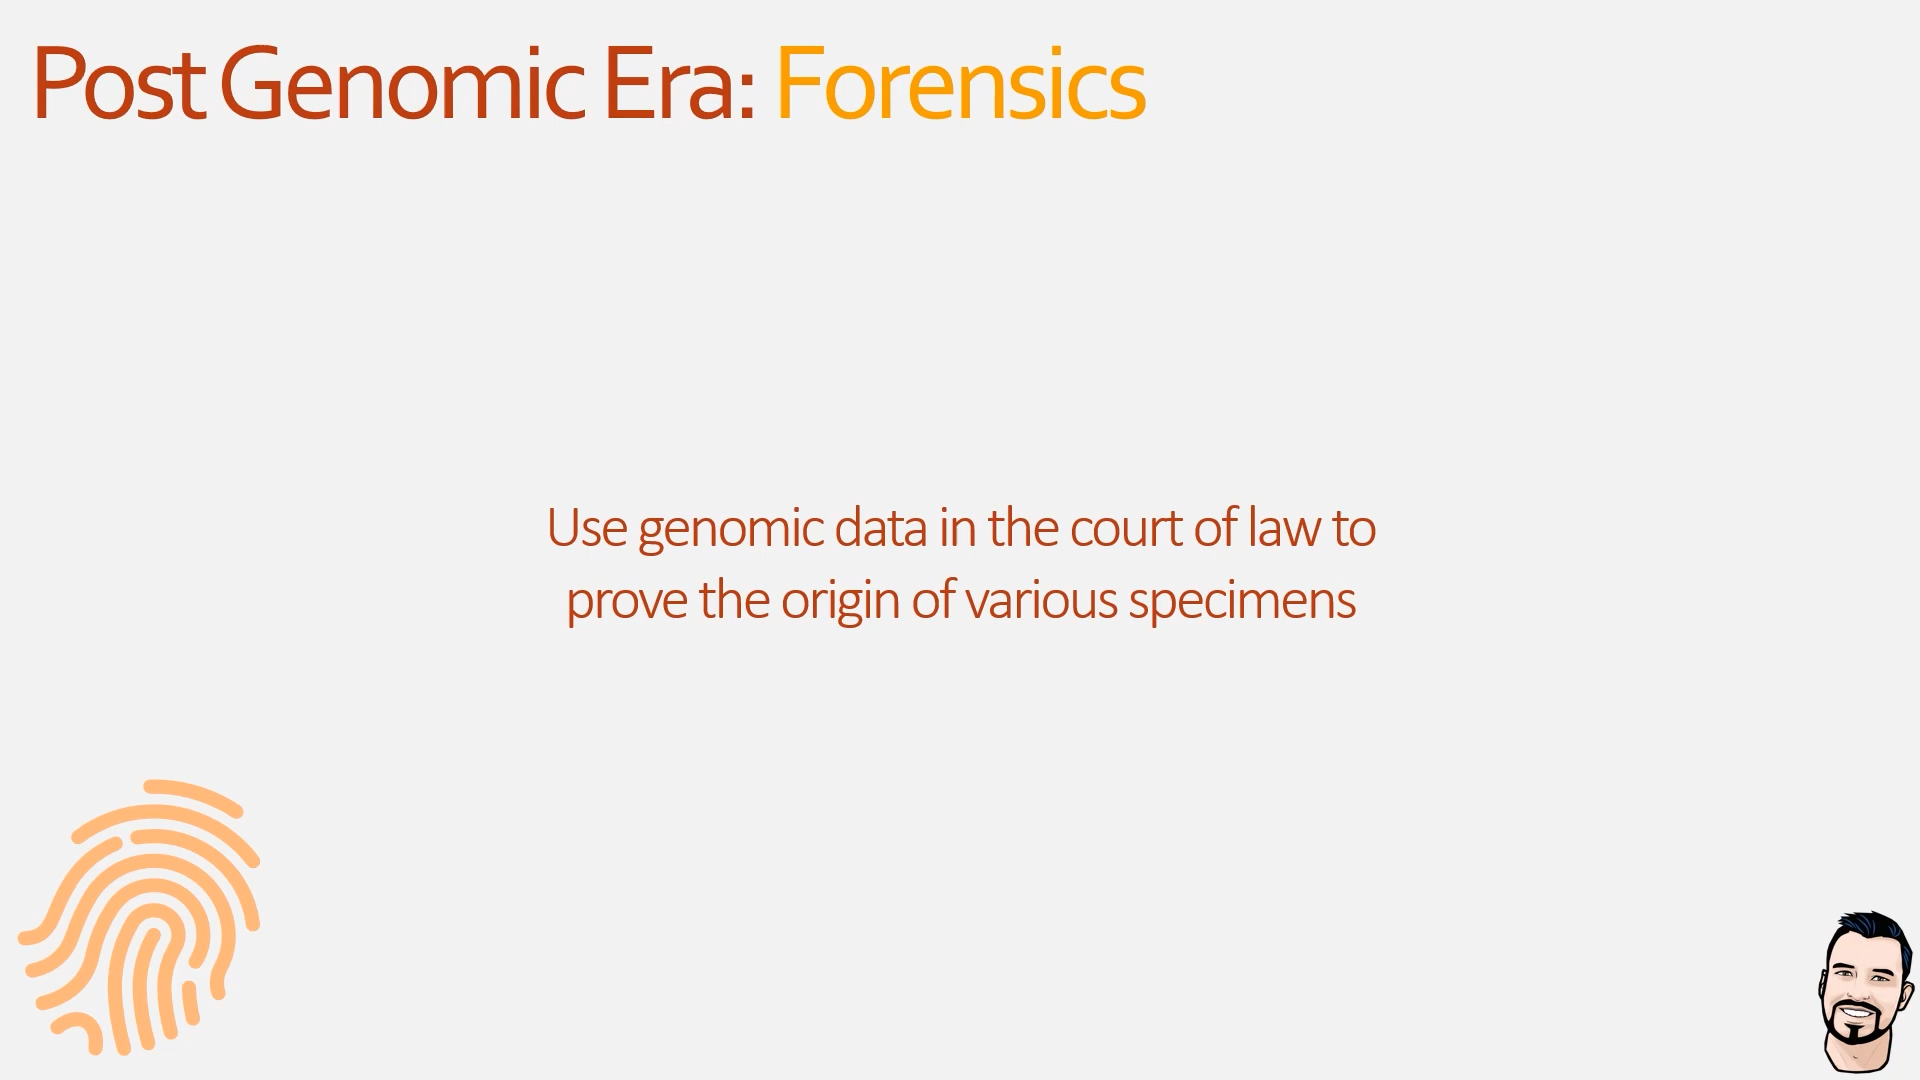 Post Genomic Era: Forensics
Use genomic data in the court of law to
prove the origin of various specimens